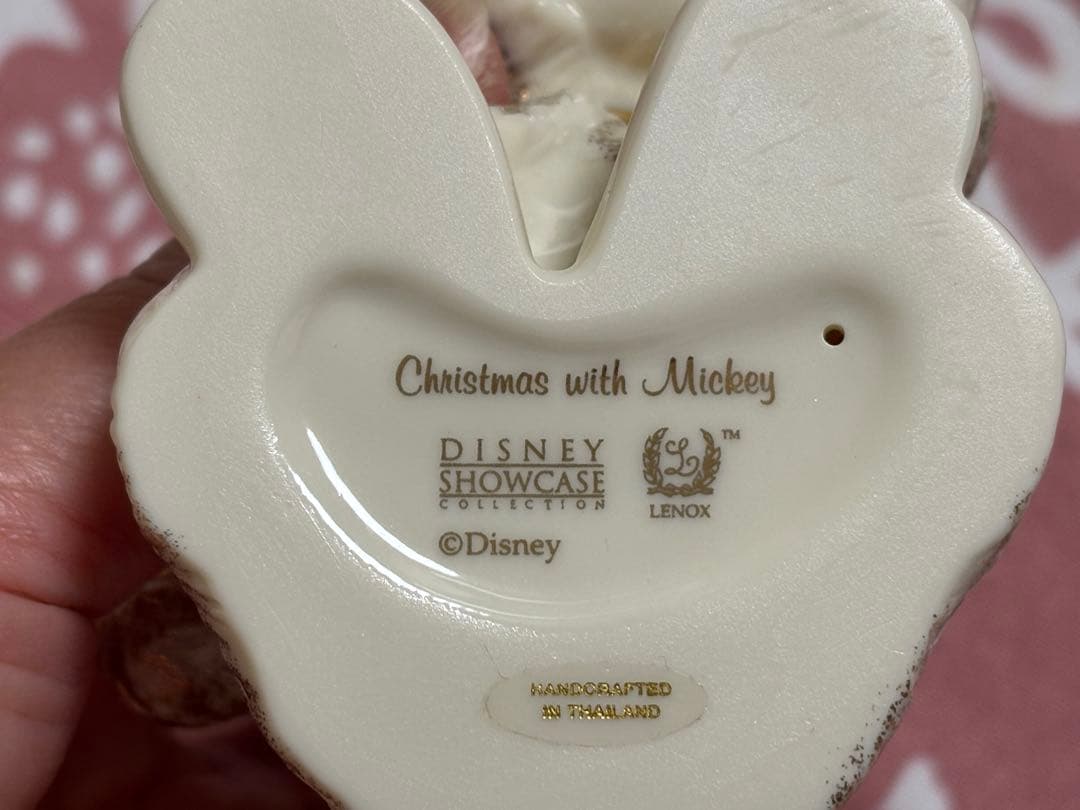 Christmas with Mickey
DISNEY
SHOWCASE
COLLECTION
L ™
LENOX
©Disney
HANDCRAFTED
IN THAILAND